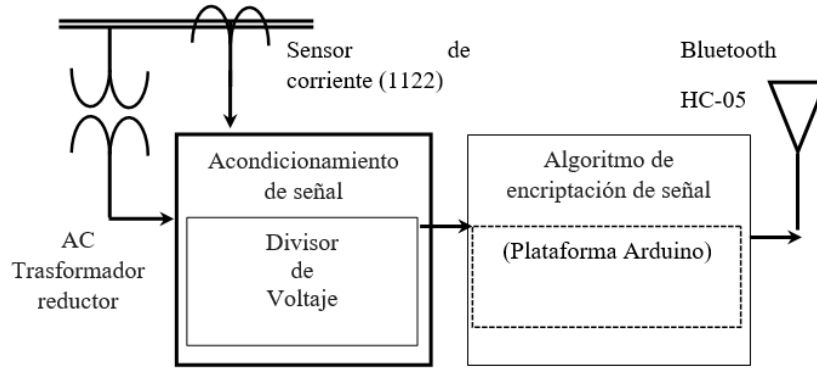 Sensor de
corriente (1122)
Bluetooth
HC-05
AC
Trasformador
reductor
Acondicionamiento
de señal
Divisor
de
Voltaje
Algoritmo de
encriptación de señal
(Plataforma Arduino)